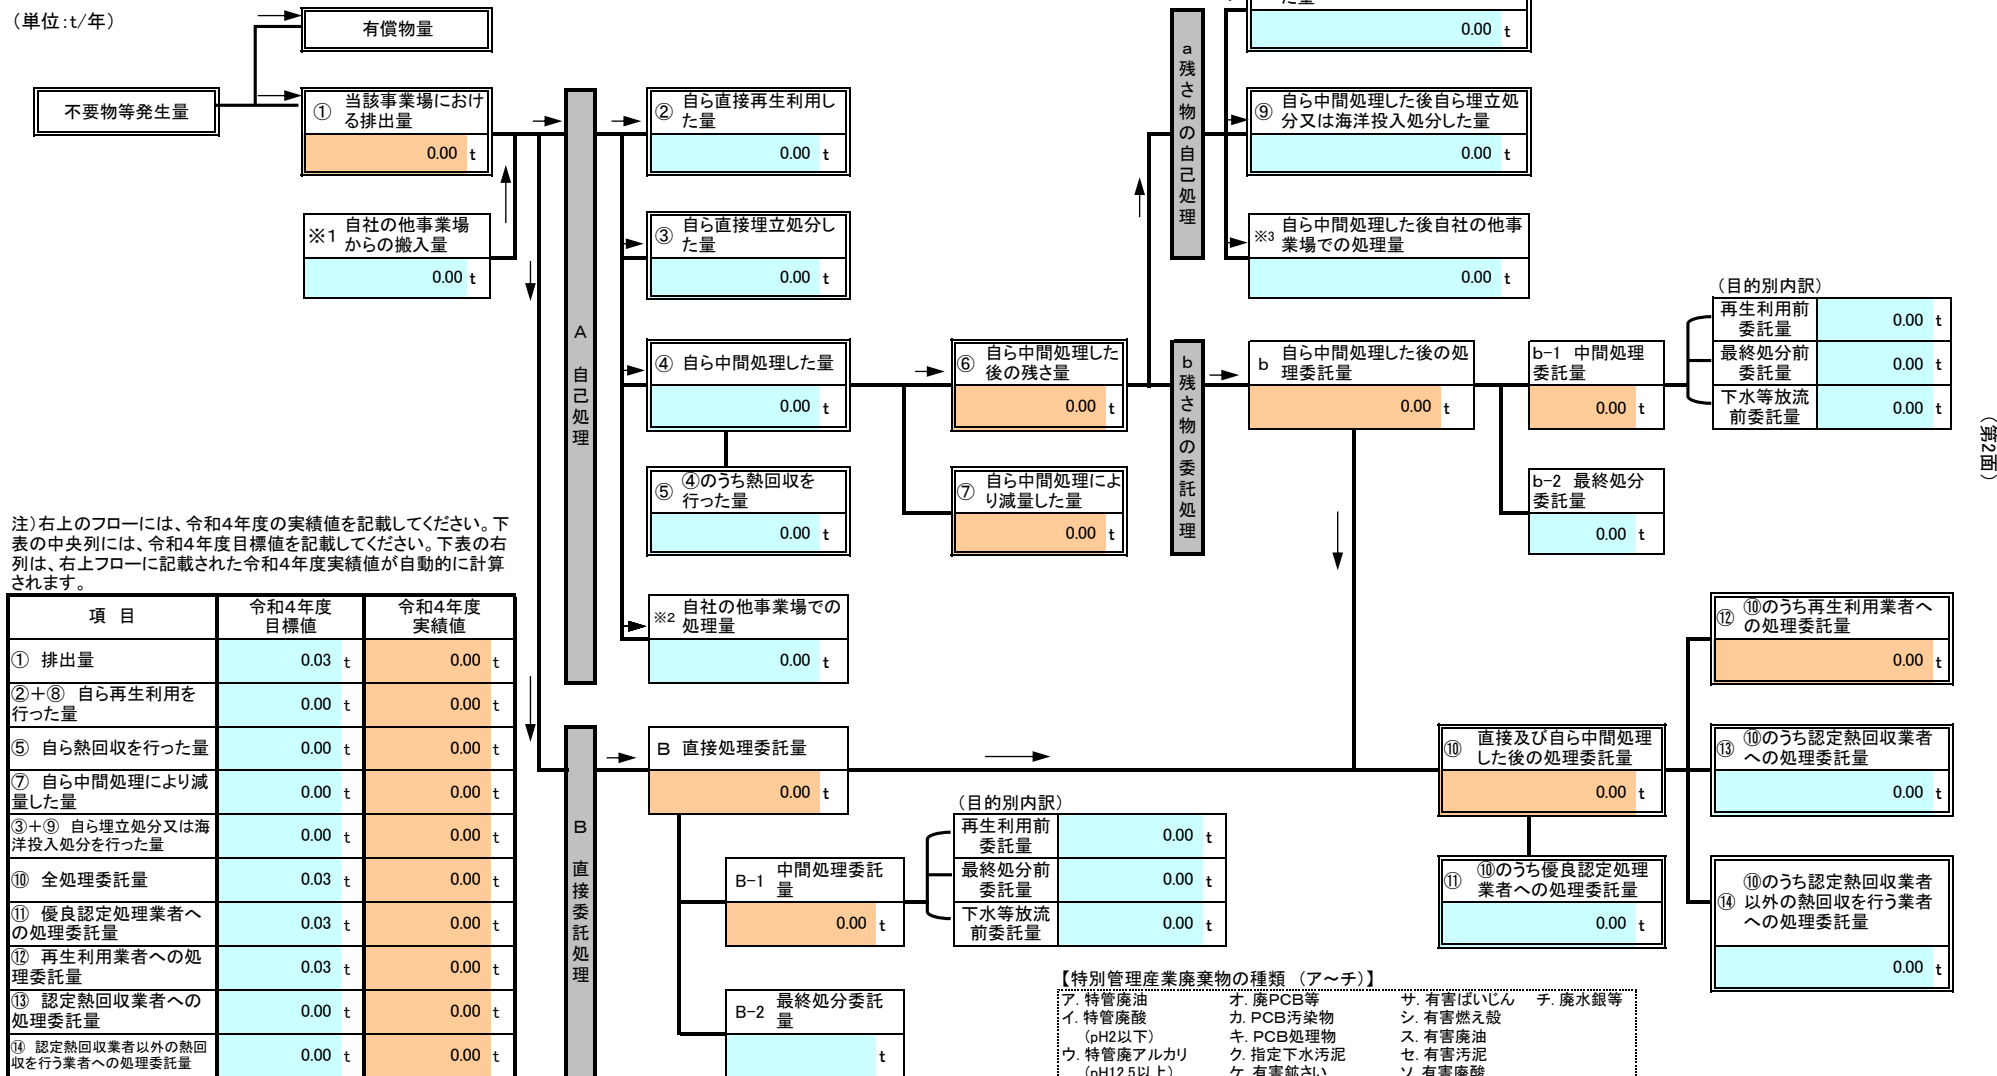 （単位：t/年）
有償物量
不要物等発生量
① 当該事業場におけ
る排出量
0.00 t
※1 自社の他事業場
からの搬入量
0.00 t
A 自己処理
② 自ら直接再生利用し
た量
0.00 t
③ 自ら直接埋立処分し
た量
0.00 t
④ 自ら中間処理した量
0.00 t
⑤ ④のうち熱回収を
行った量
0.00 t
※2 自社の他事業場での
処理量
0.00 t
⑥ 自ら中間処理した
後の残さ量
0.00 t
⑦ 自ら中間処理によ
り減量した量
0.00 t
a 残さ物の自己処理
た量
0.00 t
⑨ 自ら中間処理した後自ら埋立処
分又は海洋投入処分した量
0.00 t
※3 自ら中間処理した後自社の他事
業場での処理量
0.00 t
b 残さ物の委託処理
b 自ら中間処理した後の処
理委託量
0.00 t
b-1 中間処理
委託量
0.00 t
b-2 最終処分
委託量
0.00 t
（目的別内訳）
再生利用前
委託量
0.00 t
最終処分前
委託量
0.00 t
下水等放流
前委託量
0.00 t
（第2面）
注）右上のフローには、令和4年度の実績値を記載してください。下
表の中央列には、令和4年度目標値を記載してください。下表の右
列は、右上フローに記載された令和4年度実績値が自動的に計算
されます。
項 目 令和4年度 令和4年度
目標値 実績値
① 排出量 0.03 t 0.00 t
②＋⑧ 自ら再生利用を
行った量 0.00 t 0.00 t
⑤ 自ら熱回収を行った量 0.00 t 0.00 t
⑦ 自ら中間処理により減
量した量 0.00 t 0.00 t
③＋⑨ 自ら埋立処分又は海
洋投入処分を行った量 0.00 t 0.00 t
⑩ 全処理委託量 0.03 t 0.00 t
⑪ 優良認定処理業者へ
の処理委託量 0.03 t 0.00 t
⑫ 再生利用業者への処
理委託量 0.03 t 0.00 t
⑬ 認定熱回収業者への
処理委託量 0.00 t 0.00 t
⑭ 認定熱回収業者以外の熱回
収を行う業者への処理委託量 0.00 t 0.00 t
B 直接委託処理
B 直接処理委託量
0.00 t
B-1 中間処理委託
量
0.00 t
B-2 最終処分委託
量
t
（目的別内訳）
再生利用前
委託量
0.00 t
最終処分前
委託量
0.00 t
下水等放流
前委託量
0.00 t
⑩ 直接及び自ら中間処理
した後の処理委託量
0.00 t
⑪ ⑩のうち優良認定処理
業者への処理委託量
0.00 t
⑫ ⑩のうち再生利用業者へ
の処理委託量
0.00 t
⑬ ⑩のうち認定熱回収業者
への処理委託量
0.00 t
⑭ ⑩のうち認定熱回収業者
以外の熱回収を行う業者
への処理委託量
0.00 t
【特別管理産業廃棄物の種類 （ア～チ）】
ア．特管廃油 オ．廃PCB等 サ．有害ばいじん チ．廃水銀等
イ．特管廃酸 カ．PCB汚染物 シ．有害燃え殻
（pH2以下） キ．PCB処理物 ス．有害廃油
ウ．特管廃アルカリ ク．指定下水汚泥 セ．有害汚泥
（pH12.5以上） ケ．有害鉱さい ソ．有害廃酸